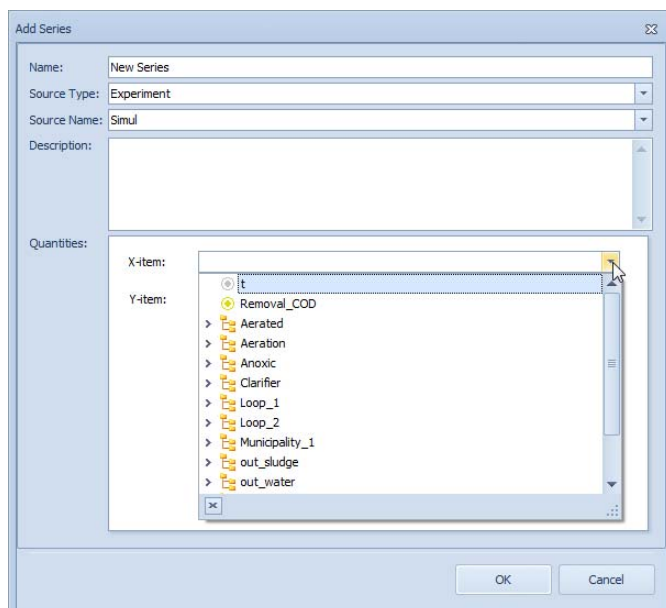 Add Series
Name: New Series
Source Type: Experiment
Source Name: Simul
Description:
Quantities:
X-item:
t
Y-item:
Removal_COD
Aerated
Aeration
Anoxic
Clarifier
Loop_1
Loop_2
Municipality_1
out_sludge
out_water
OK Cancel